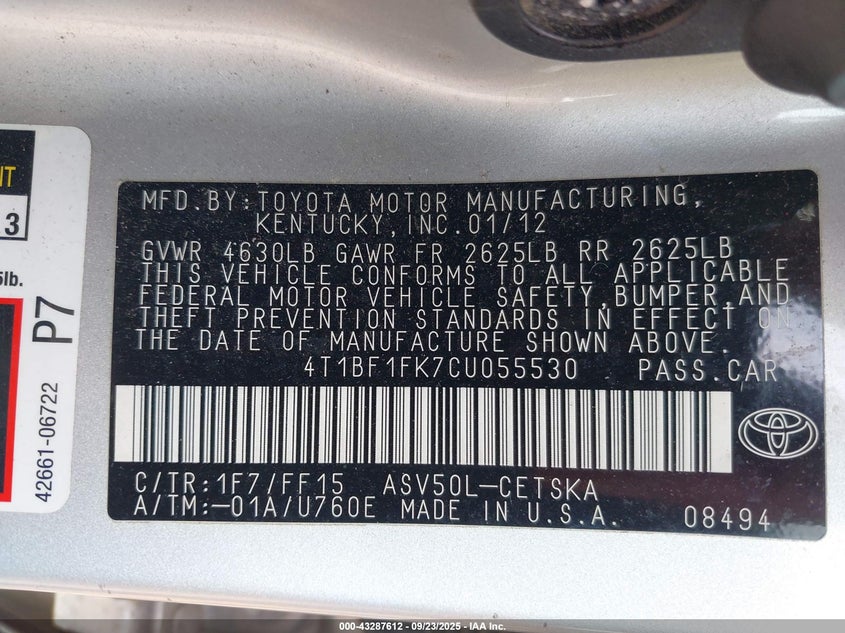 MFD.BY:TOYOTA MOTOR MANUFACTURING,
KENTUCKY, INC.01/12
GVWR 4630LB GAWR FR 2625LB RR 2625LB
THIS VEHICLE CONFORMS TO ALL APPLICABLE
FEDERAL MOTOR VEHICLE SAFETY,BUMPER,AND
THEFT PREVENTION STANDARDS IN EFFECT ON
THE DATE OF MANUFACTURE SHOWN ABOVE.
4T1BF1FK7CU055530 PASS.CAR
C/TR:1F7/FF15 ASV50L-CETSKA
A/TM:-01A/U760E MADE IN U.S.A. 08494
3
lb.
P7
42661-06722
000-43287612 - 09/23/2025 - IAA Inc.